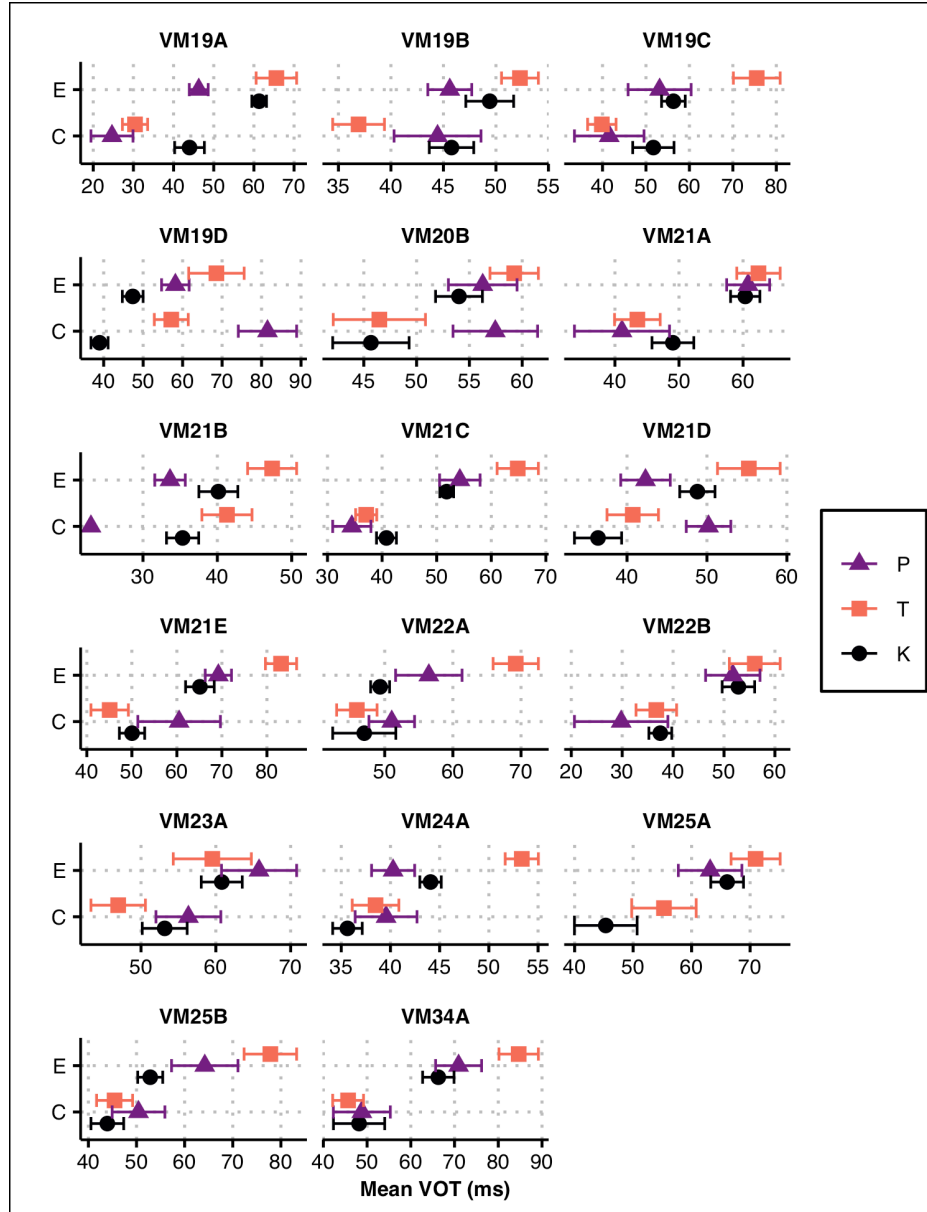 VM19A VM19B VM19C
E
C
20 30 40 50 60 70 35 40 45 50 55 40 50 60 70 80
VM19D VM20B VM21A
E
C
40 50 60 70 80 90 45 50 55 60 40 50 60
VM21B VM21C VM21D
E
C
30 40 50 30 40 50 60 70 40 50 60
P
T
K
VM21E VM22A VM22B
E
C
40 50 60 70 80 50 60 70 20 30 40 50 60
VM23A VM24A VM25A
E
C
50 60 70 35 40 45 50 55 40 50 60 70
VM25B VM34A
E
C
40 50 60 70 80 40 50 60 70 80 90
Mean VOT (ms)